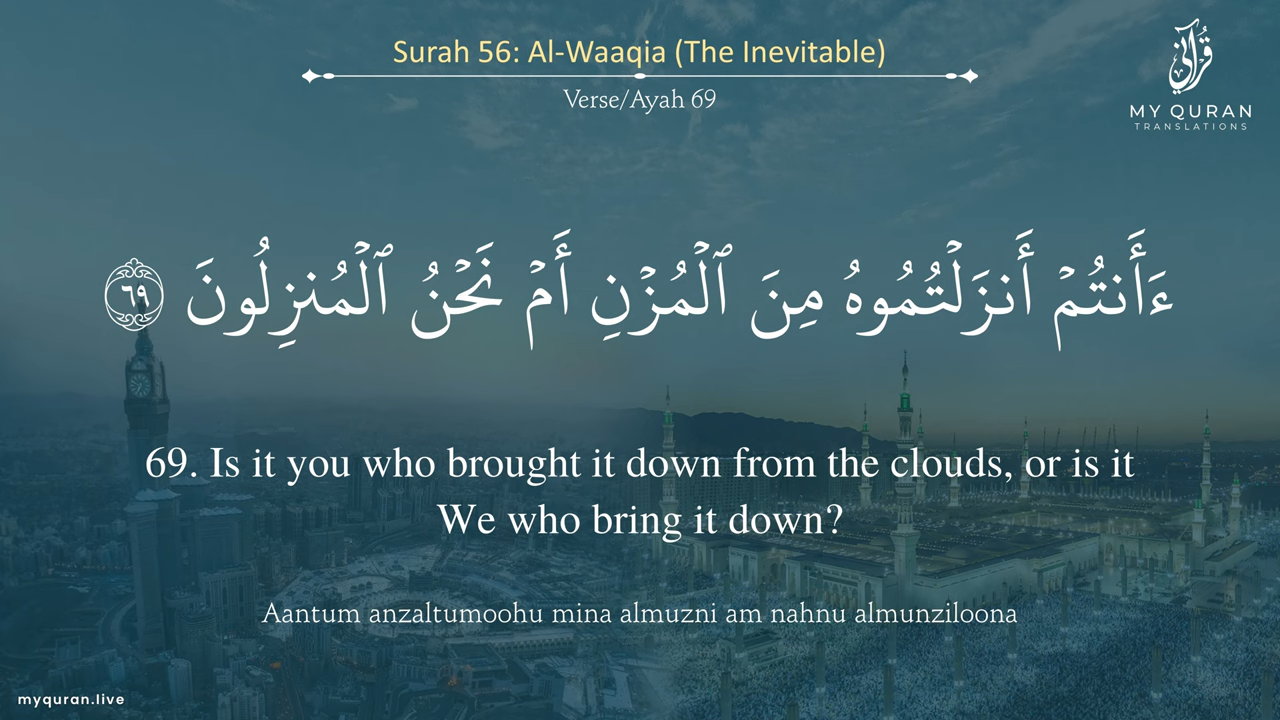 Surah 56: Al-Waaqia (The Inevitable)
Verse/Ayah 69
قرآني
MY QURAN
TRANSLATIONS
ءَأَنتُمْ أَنزَلْتُمُوهُ مِنَ ٱلْمُزْنِ أَمْ نَحْنُ ٱلْمُنزِلُونَ ٦٩
69. Is it you who brought it down from the clouds, or is it
We who bring it down?
Aantum anzaltumoohu mina almuzni am nahnu almunziloona
myquran.live